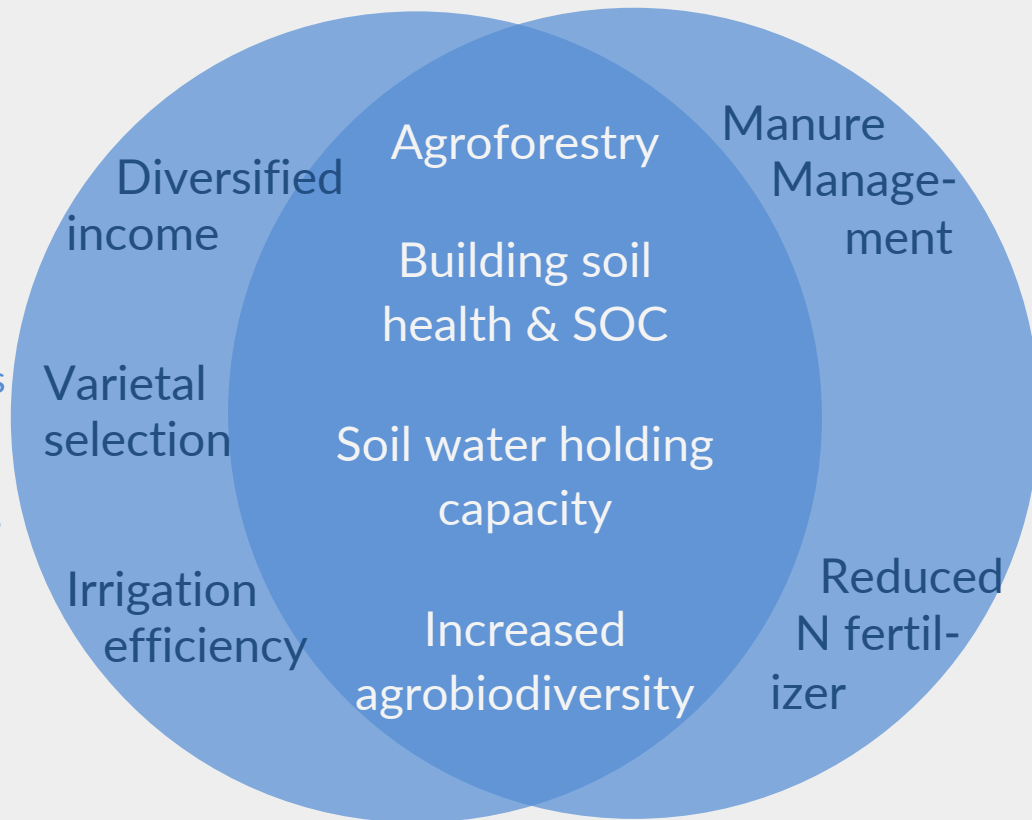 Diversified
income
Varietal
selection
Irrigation
efficiency
Agroforestry
Building soil
health & SOC
Soil water holding
capacity
Increased
agrobiodiversity
Manure
Manage-
ment
Reduced
N fertil-
izer